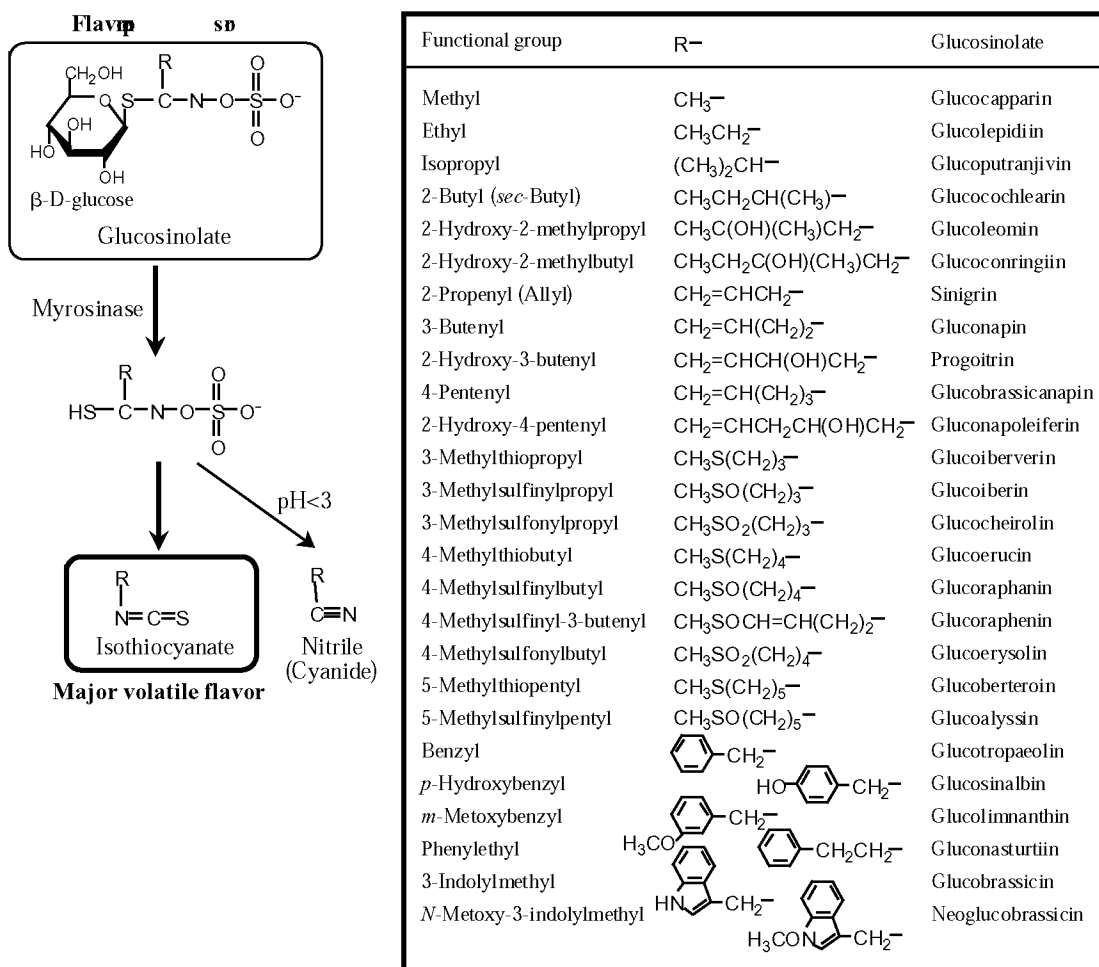 Flav
CH₂OH
R
O
S C N O S O⁻
O
O
OH
HO
HO
OH
β-D-glucose
Glucosinolate
Myrosinase
R
O
HS C N O S O⁻
O
pH<3
R
N=C=S
Isothiocyanate
Major volatile flavor
R
C≡N
Nitrile
(Cyanide)
Functional group R− Glucosinolate
Methyl CH₃− Glucocapparin
Ethyl CH₃CH₂− Glucolepidiin
Isopropyl (CH₃)₂CH− Glucoputranjivin
2-Butyl (sec-Butyl) CH₃CH₂CH(CH₃)− Glucocochlearin
2-Hydroxy-2-methylpropyl CH₃C(OH)(CH₃)CH₂− Glucoleomin
2-Hydroxy-2-methylbutyl CH₃CH₂C(OH)(CH₃)CH₂− Glucoconringiin
2-Propenyl (Allyl) CH₂=CHCH₂− Sinigrin
3-Butenyl CH₂=CH(CH₂)₂− Gluconapin
2-Hydroxy-3-butenyl CH₂=CHCH(OH)CH₂− Progoitrin
4-Pentenyl CH₂=CH(CH₂)₃− Glucobrassicanapin
2-Hydroxy-4-pentenyl CH₂=CHCH₂CH(OH)CH₂− Gluconapoleiferin
3-Methylthiopropyl CH₃S(CH₂)₃− Glucoiberverin
3-Methylsulfinylpropyl CH₃SO(CH₂)₃− Glucoiberin
3-Methylsulfonylpropyl CH₃SO₂(CH₂)₃− Glucocheirolin
4-Methylthiobutyl CH₃S(CH₂)₄− Glucoerucin
4-Methylsulfinylbutyl CH₃SO(CH₂)₄− Glucoraphanin
4-Methylsulfinyl-3-butenyl CH₃SOCH=CH(CH₂)₂− Glucoraphenin
4-Methylsulfonylbutyl CH₃SO₂(CH₂)₄− Glucoerysolin
5-Methylthiopentyl CH₃S(CH₂)₅− Glucoberteroin
5-Methylsulfinylpentyl CH₃SO(CH₂)₅− Glucoalyssin
Benzyl CH₂− Glucotropaeolin
p-Hydroxybenzyl HO CH₂− Glucosinalbin
m-Metoxybenzyl H₃CO CH₂− Glucolimnanthin
Phenylethyl CH₂CH₂− Gluconasturtiin
3-Indolylmethyl HN CH₂− Glucobrassicin
N-Metoxy-3-indolylmethyl H₃CON CH₂− Neoglucobrassicin